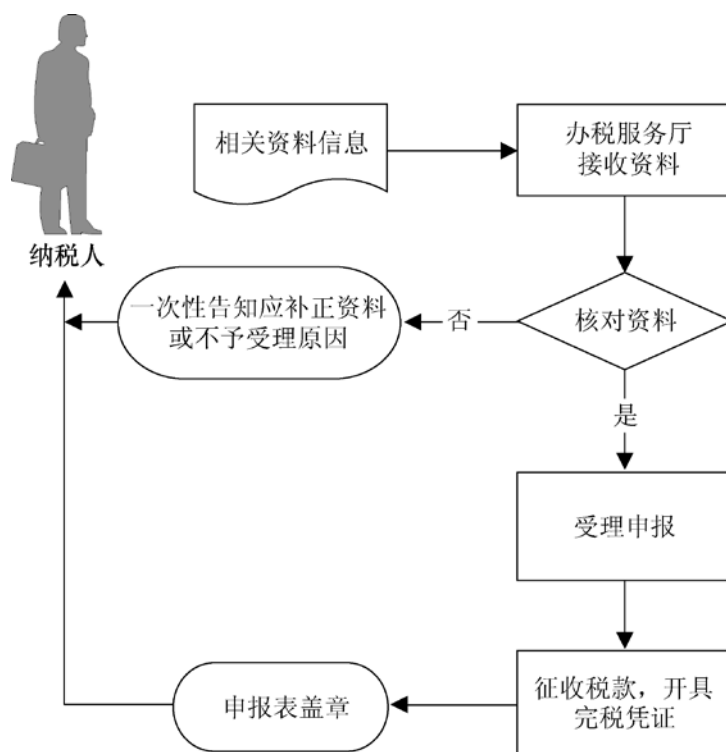 相关资料信息
办税服务厅
接收资料
纳税人
一次性告知应补正资料
或不予受理原因
否
核对资料
是
受理申报
征收税款，开具
完税凭证
申报表盖章